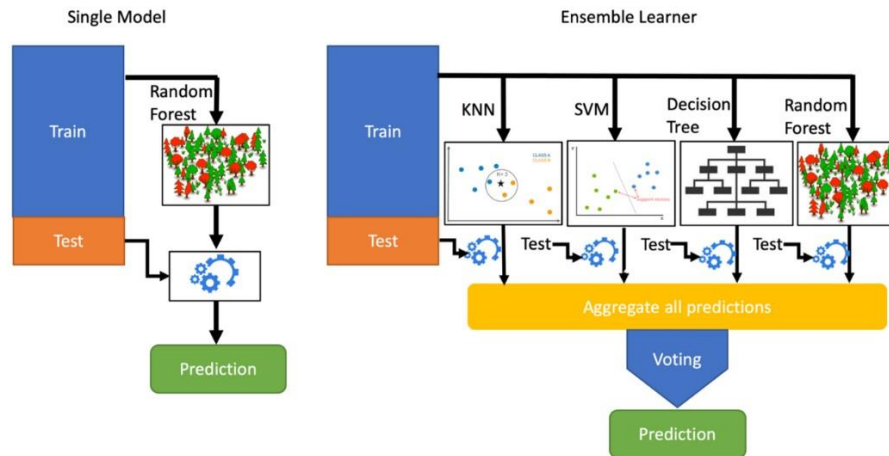 Single Model
Ensemble Learner
Train
Random
Forest
Test
Prediction
Train
KNN
SVM
Decision
Tree
Random
Forest
Test
Test
Test
Test
Aggregate all predictions
Voting
Prediction